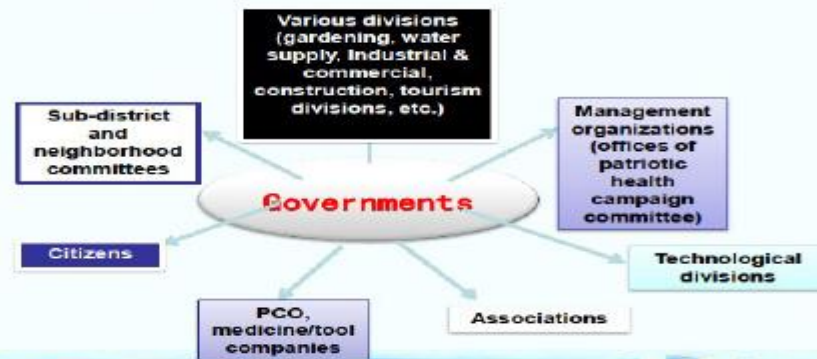 Various divisions
(gardening, water
supply, Industrial &
commercial,
construction, tourism
divisions, etc.)
Sub-district
and
neighborhood
committees
Management
organizations
(offices of
patriotic
health
campaign
committee)
Governments
Citizens
Technological
divisions
PCO,
medicine/tool
companies
Associations